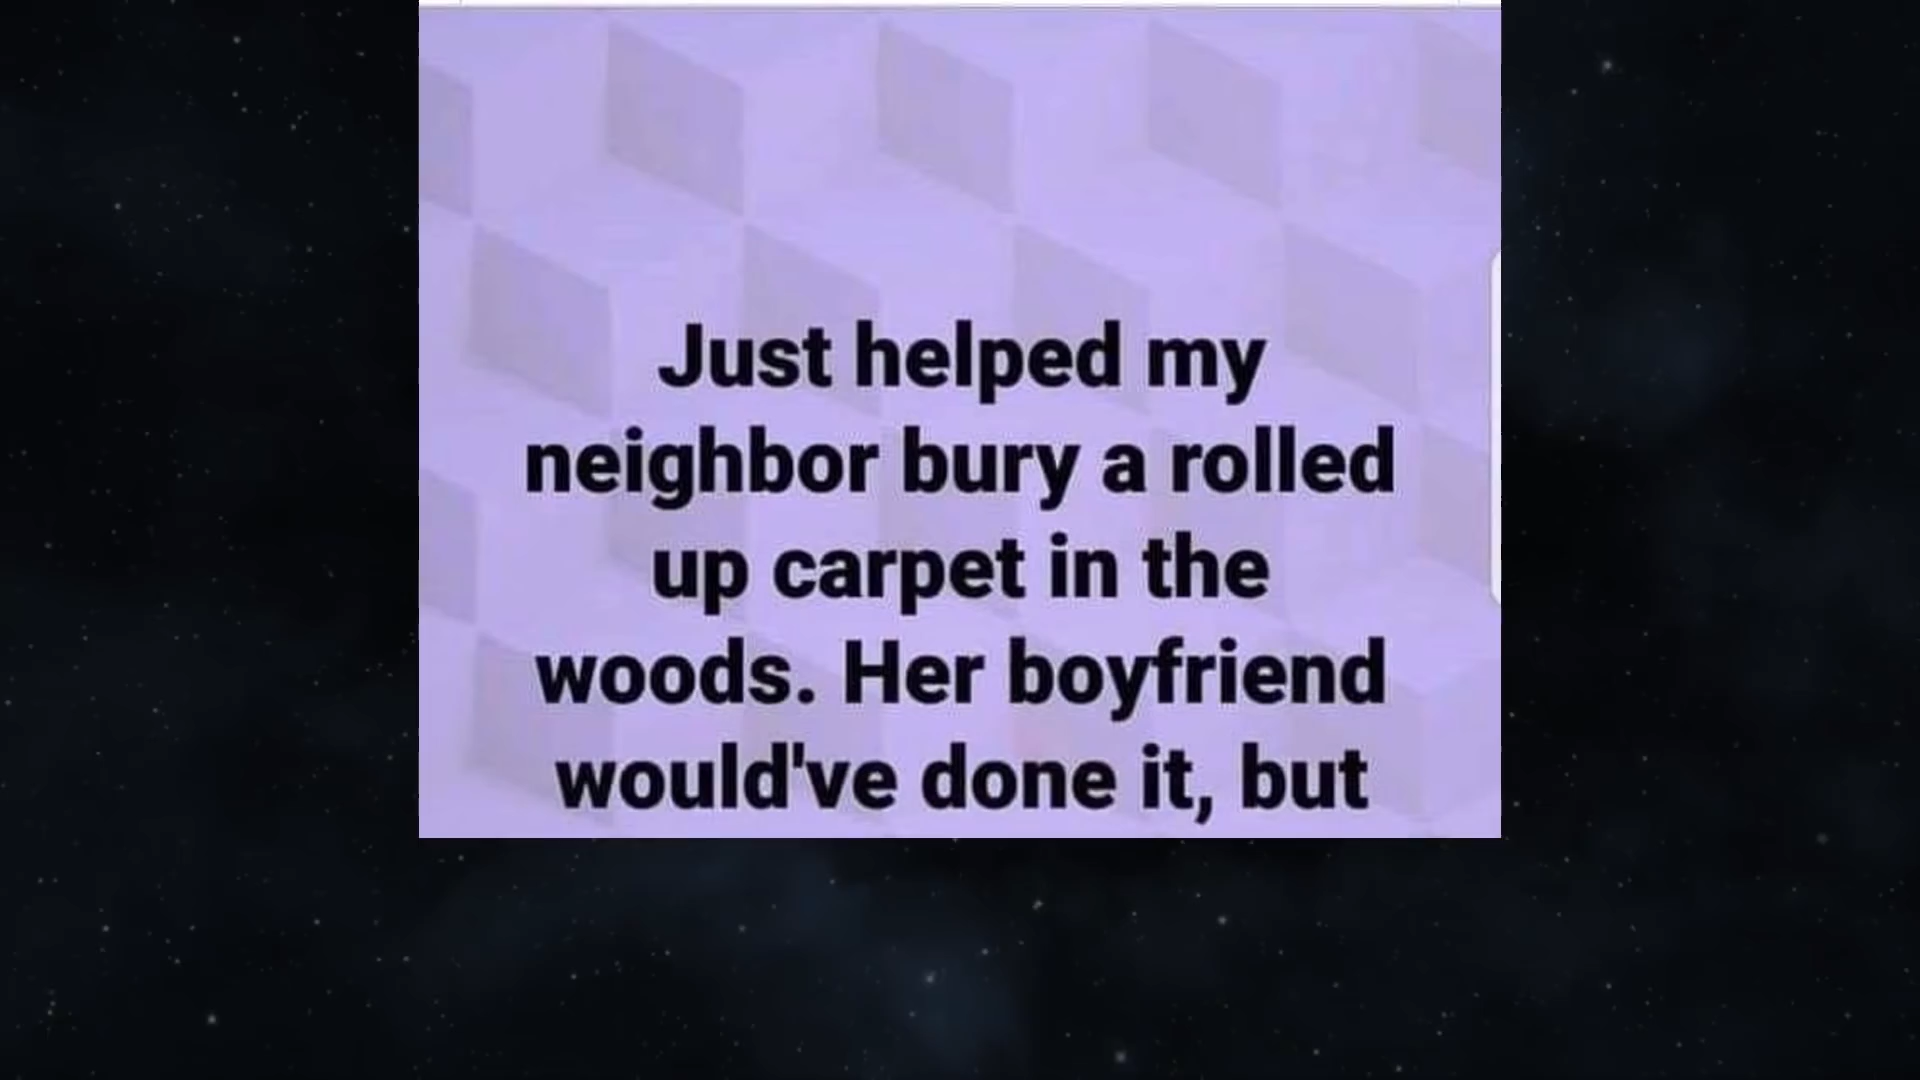 Just helped my
neighbor bury a rolled
up carpet in the
woods. Her boyfriend
would've done it, but